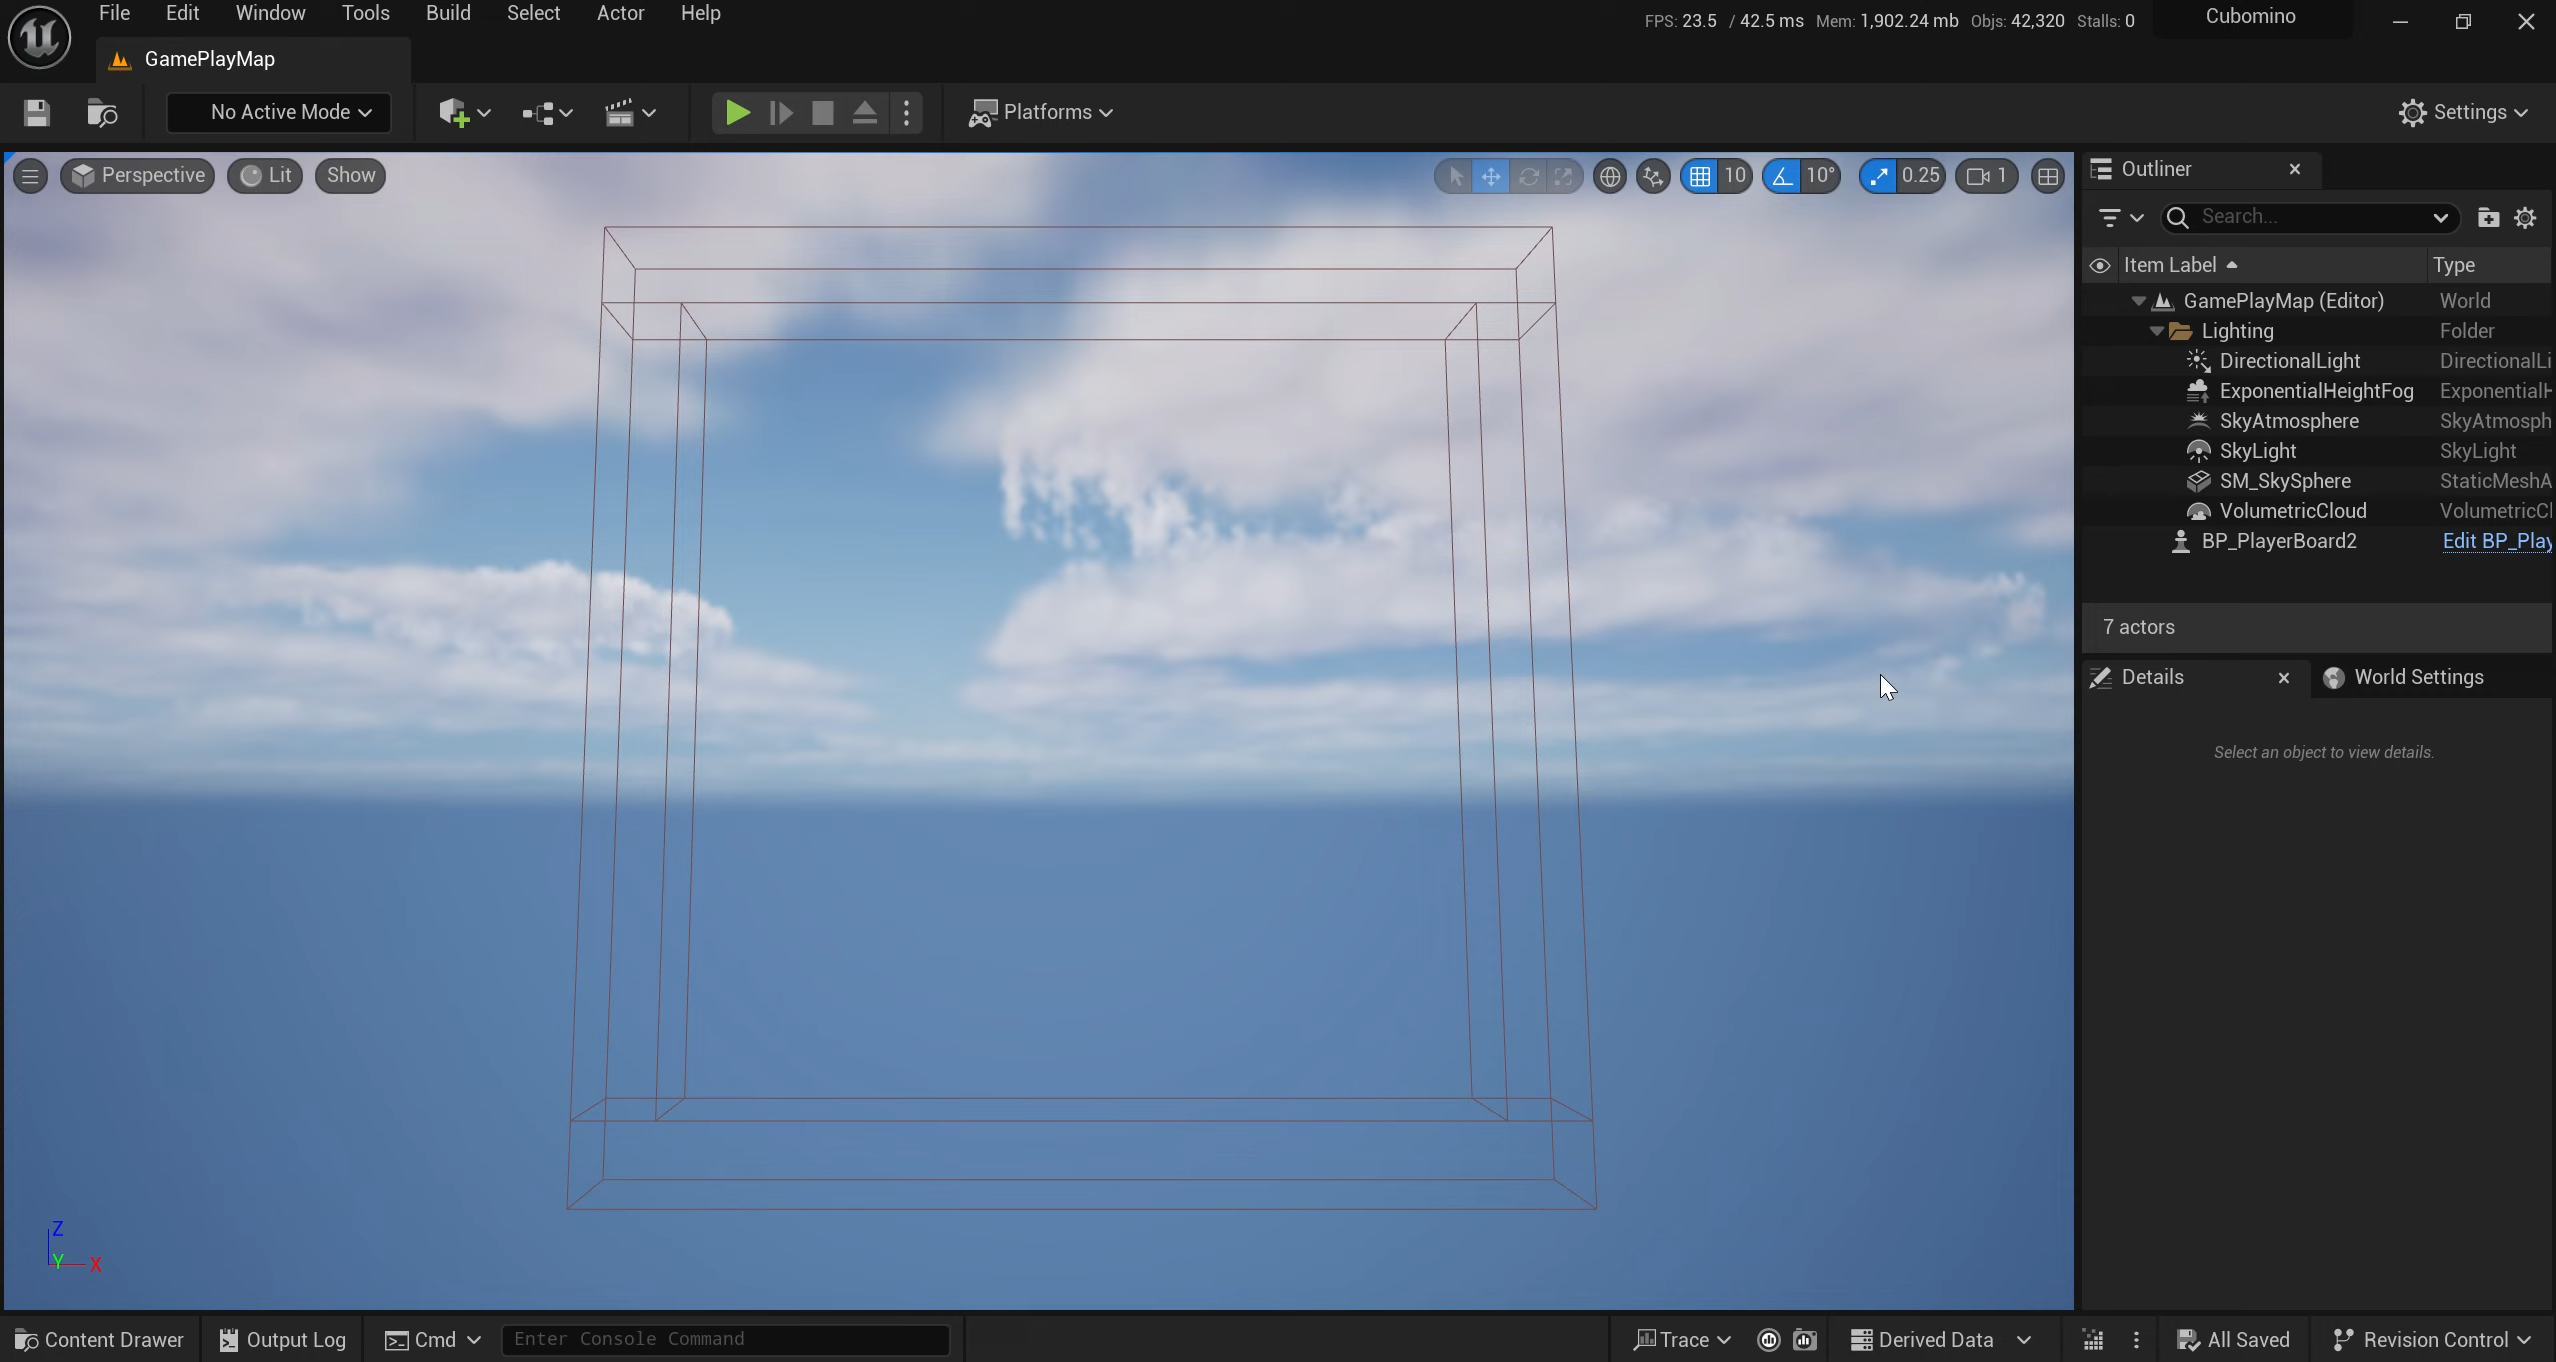 File Edit Window Tools Build Select Actor Help
FPS: 23.5 / 42.5 ms Mem: 1,902.24 mb Objs: 42,320 Stalls: 0
Cubomino
GamePlayMap
No Active Mode
Platforms
Settings
Perspective Lit Show
10 10° 0.25 1
Outliner
Search...
Item Label Type
GamePlayMap (Editor) World
Lighting Folder
DirectionalLight DirectionalLi
ExponentialHeightFog ExponentialH
SkyAtmosphere SkyAtmosph
SkyLight SkyLight
SM_SkySphere StaticMeshA
VolumetricCloud VolumetricCl
BP_PlayerBoard2 Edit BP_Play
7 actors
Details World Settings
Select an object to view details.
Z
Y X
Content Drawer Output Log Cmd Enter Console Command Trace Derived Data All Saved Revision Control